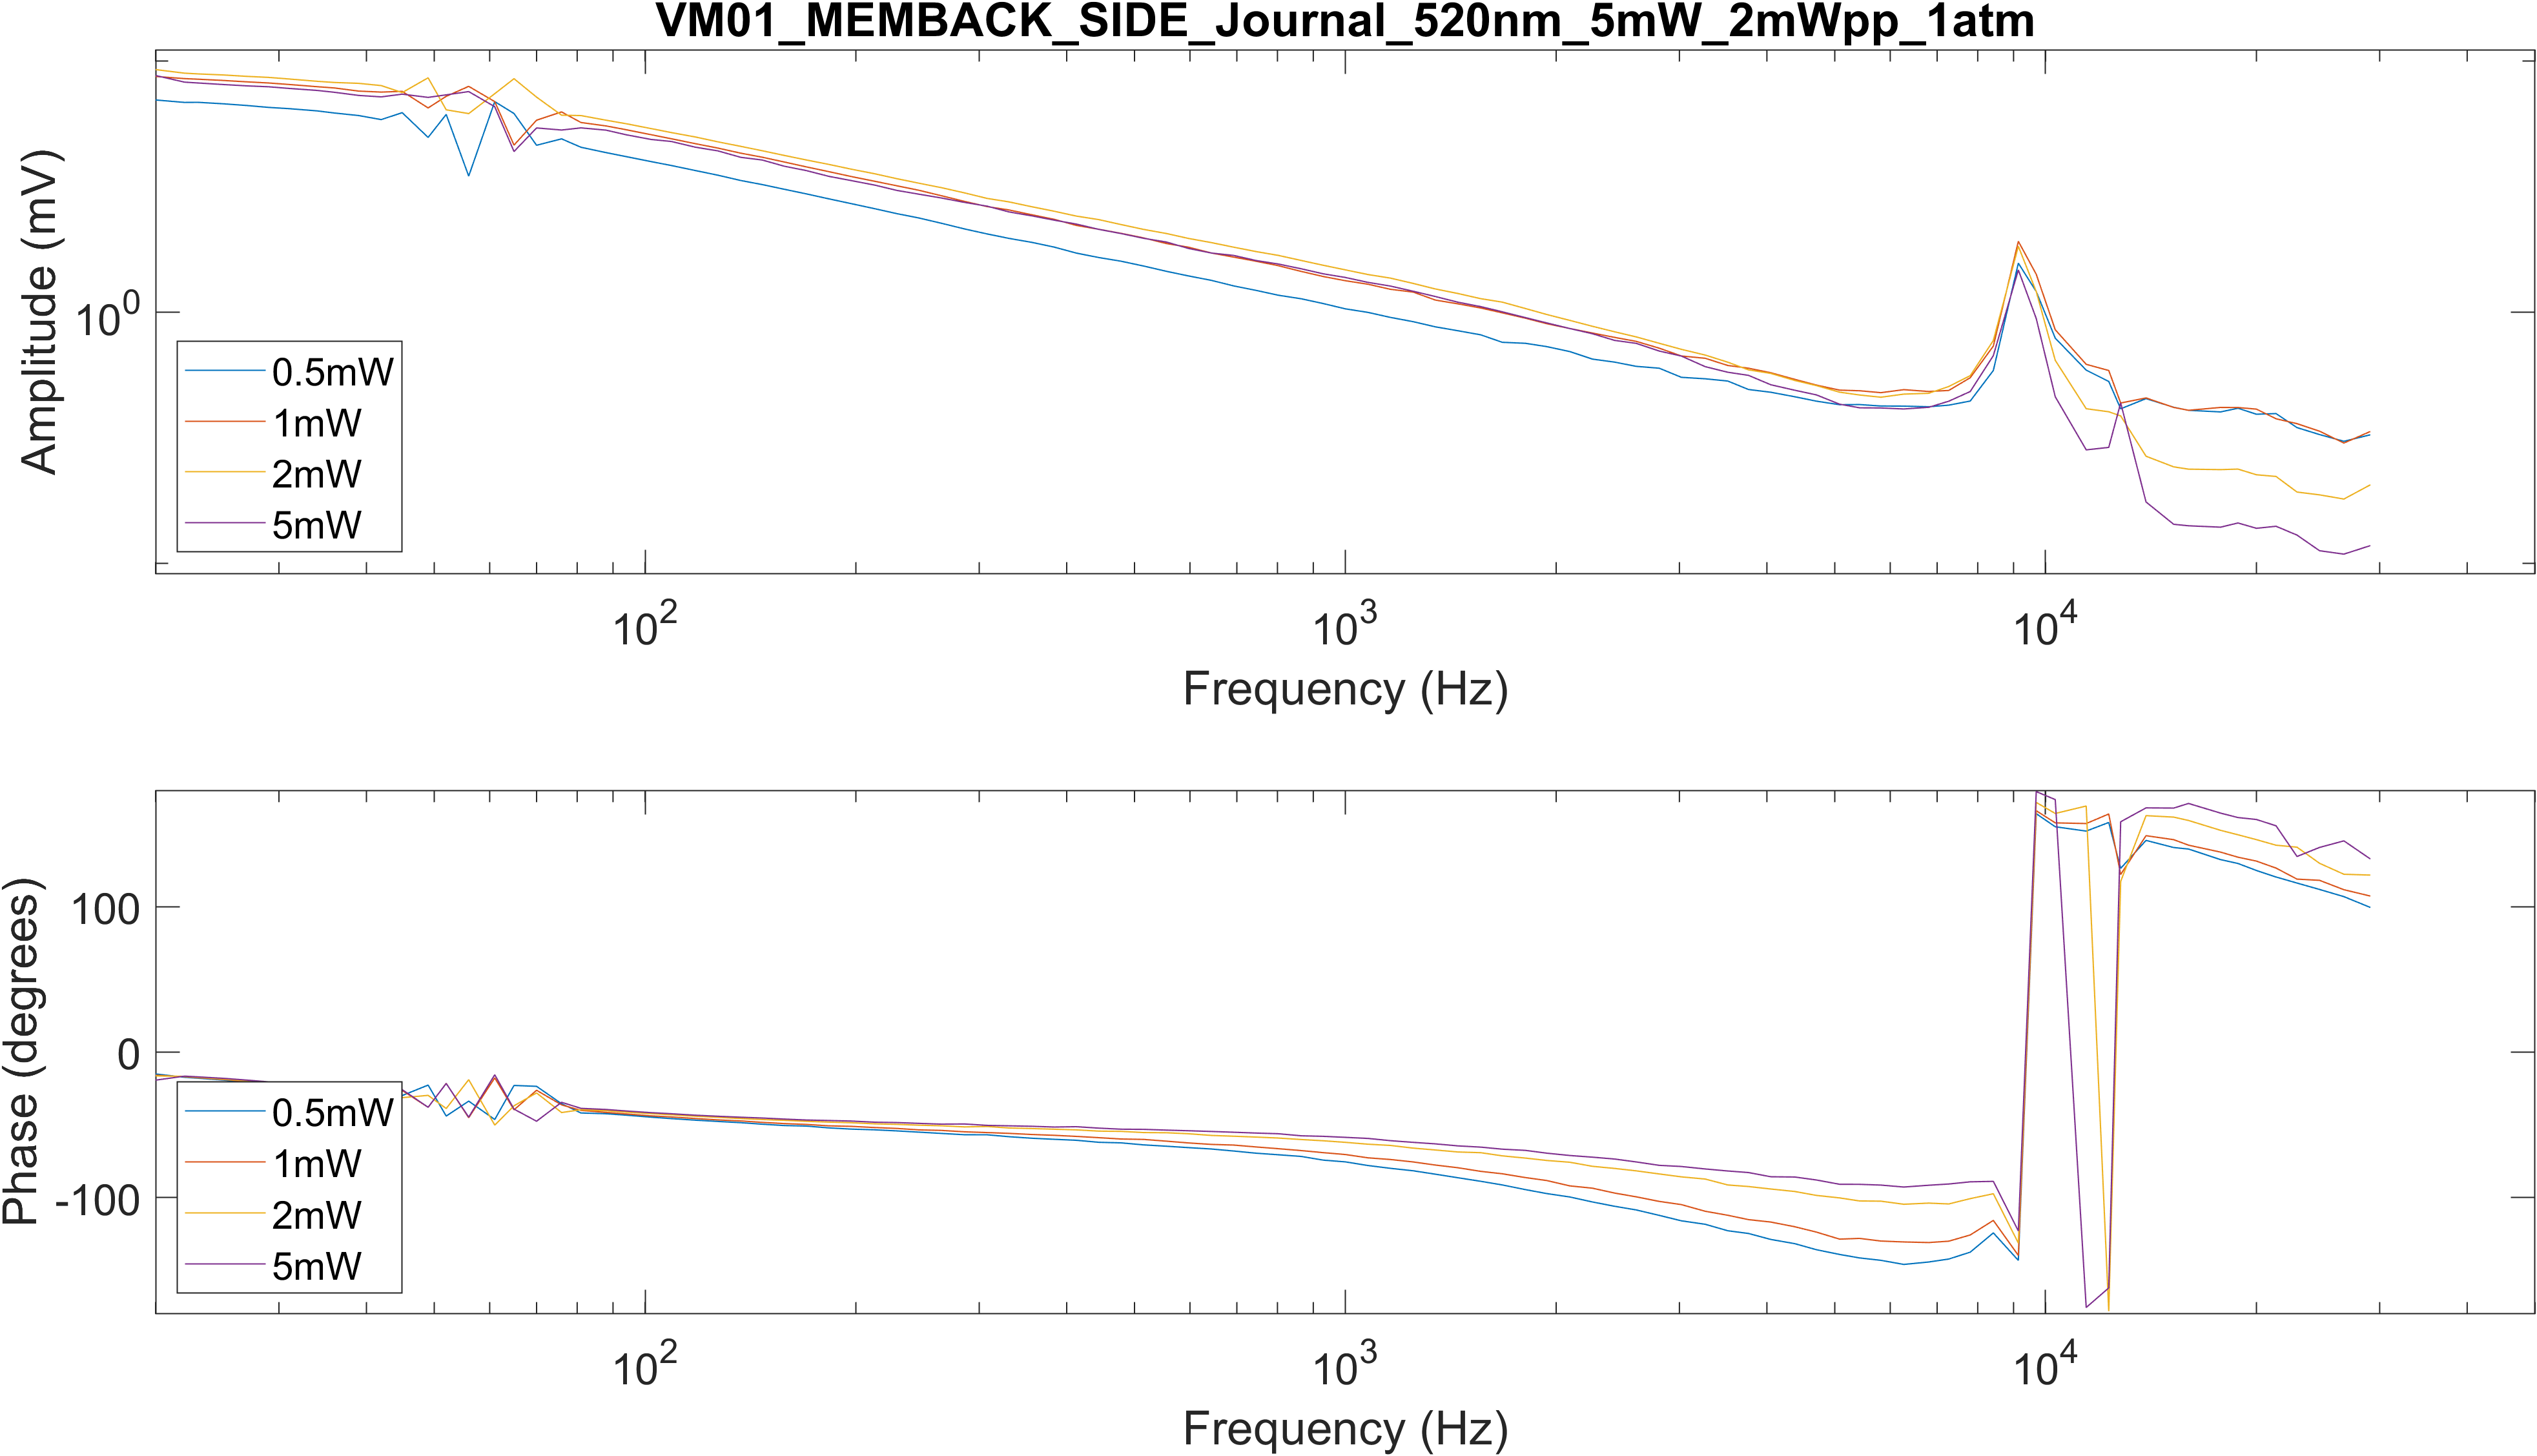 VM01_MEMBACK_SIDE_Journal_520nm_5mW_2mWpp_1atm
Amplitude (mV)
10^0
0.5mW
1mW
2mW
5mW
10^2 10^3 10^4
Frequency (Hz)
Phase (degrees)
100
0
-100
0.5mW
1mW
2mW
5mW
10^2 10^3 10^4
Frequency (Hz)